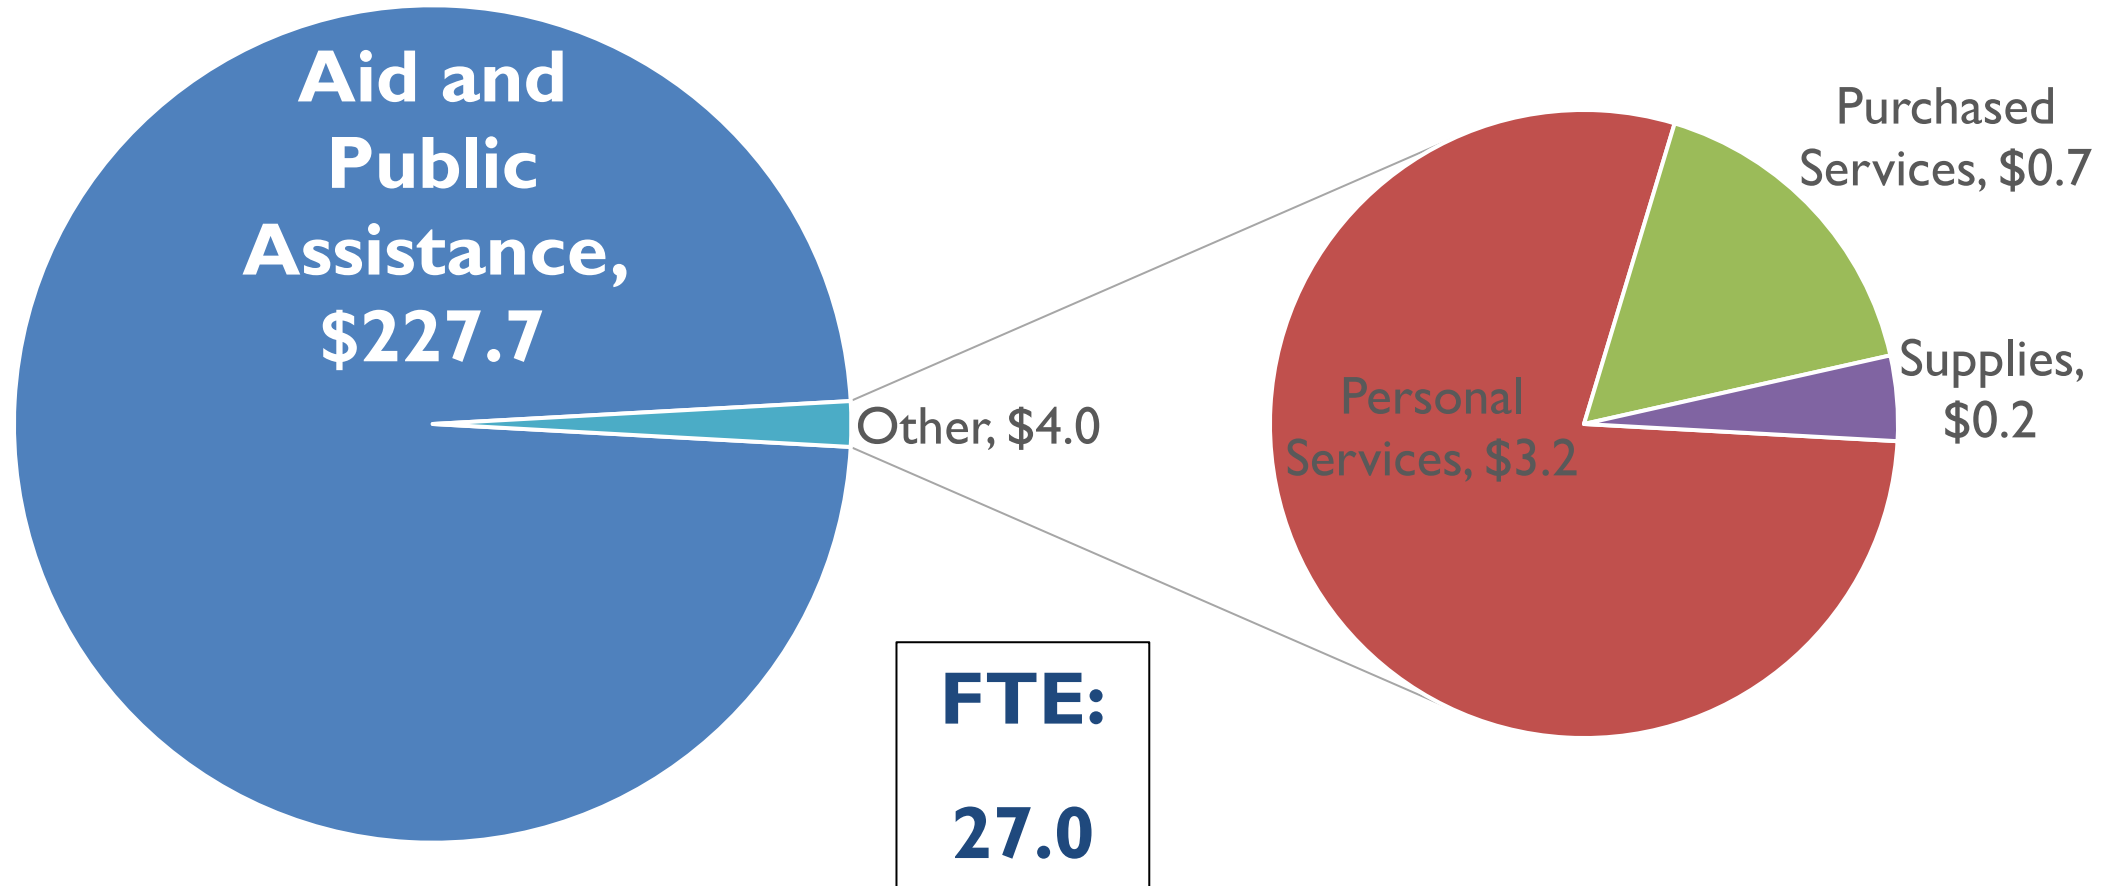 Aid and
Public
Assistance,
$227.7
Other, $4.0
Purchased
Services, $0.7
Supplies,
$0.2
Personal
Services, $3.2
FTE:
27.0